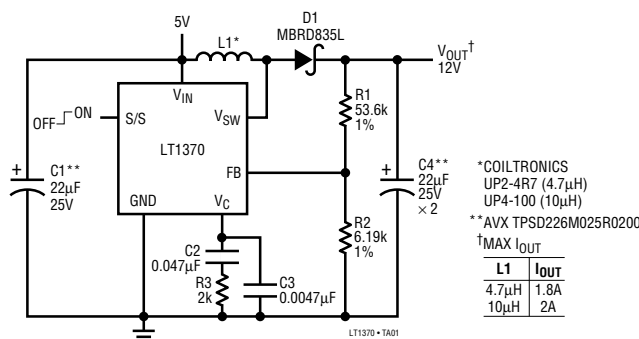 5V
L1*
D1
MBRD835L
VOUT†
12V
VIN
OFF ON
S/S
VSW
LT1370
FB
GND
VC
R1
53.6k
1%
+
C1**
22µF
25V
+
C4**
22µF
25V
× 2
R2
6.19k
1%
C2
0.047µF
R3
2k
C3
0.0047µF
*COILTRONICS
UP2-4R7 (4.7µH)
UP4-100 (10µH)
**AVX TPSD226M025R0200
†MAX IOUT
L1 IOUT
4.7µH 1.8A
10µH 2A
LT1370 • TA01